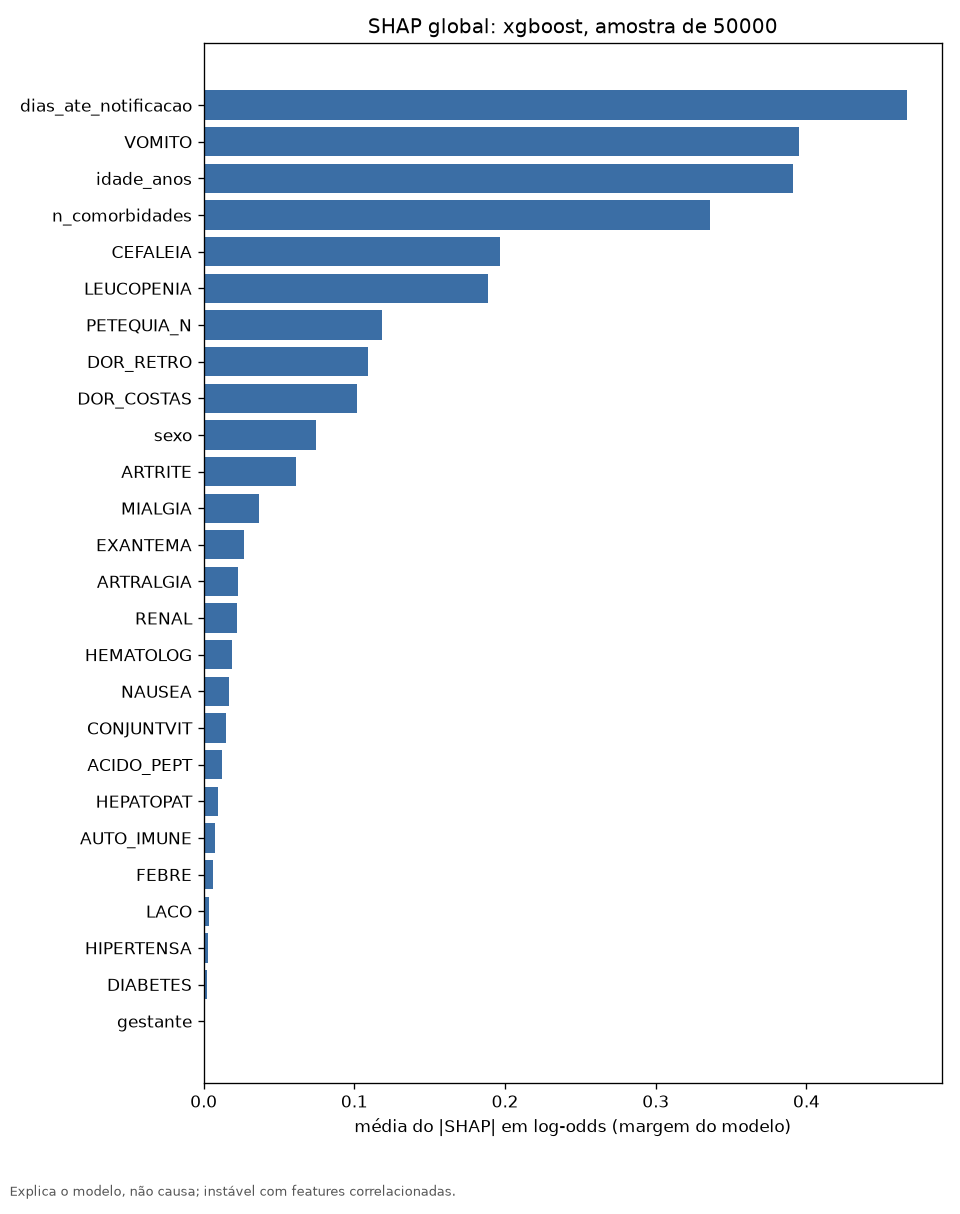 SHAP global: xgboost, amostra de 50000
dias_ate_notificacao
VOMITO
idade_anos
n_comorbidades
CEFALEIA
LEUCOPENIA
PETEQUIA_N
DOR_RETRO
DOR_COSTAS
sexo
ARTRITE
MIALGIA
EXANTEMA
ARTRALGIA
RENAL
HEMATOLOG
NAUSEA
CONJUNTVIT
ACIDO_PEPT
HEPATOPAT
AUTO_IMUNE
FEBRE
LACO
HIPERTENSA
DIABETES
gestante
0.0 0.1 0.2 0.3 0.4
média do |SHAP| em log-odds (margem do modelo)
Explica o modelo, não causa; instável com features correlacionadas.